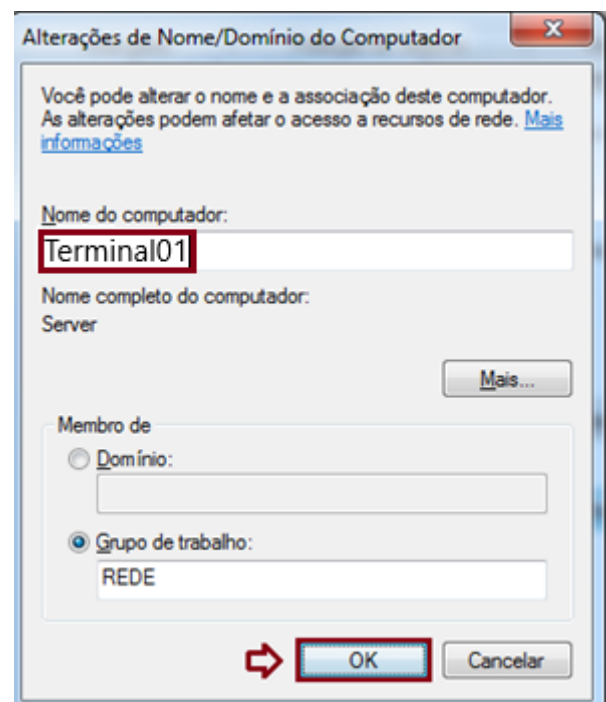 Alterações de Nome/Domínio do Computador
Você pode alterar o nome e a associação deste computador.
As alterações podem afetar o acesso a recursos de rede. Mais
informações
Nome do computador:
Terminal01
Nome completo do computador:
Server
Mais...
Membro de
Domínio:
Grupo de trabalho:
REDE
OK
Cancelar